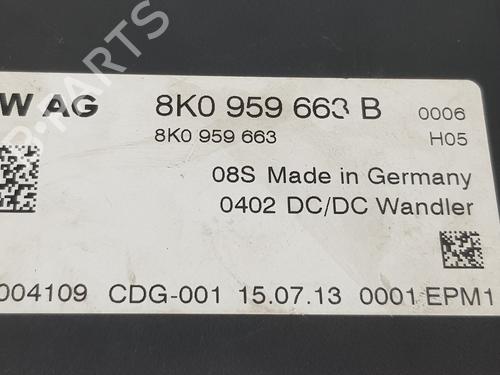 W AG 8K0 959 663 B 0006
8K0 959 663 H05
08S Made in Germany
0402 DC/DC Wandler
004109 CDG-001 15.07.13 0001 EPM1